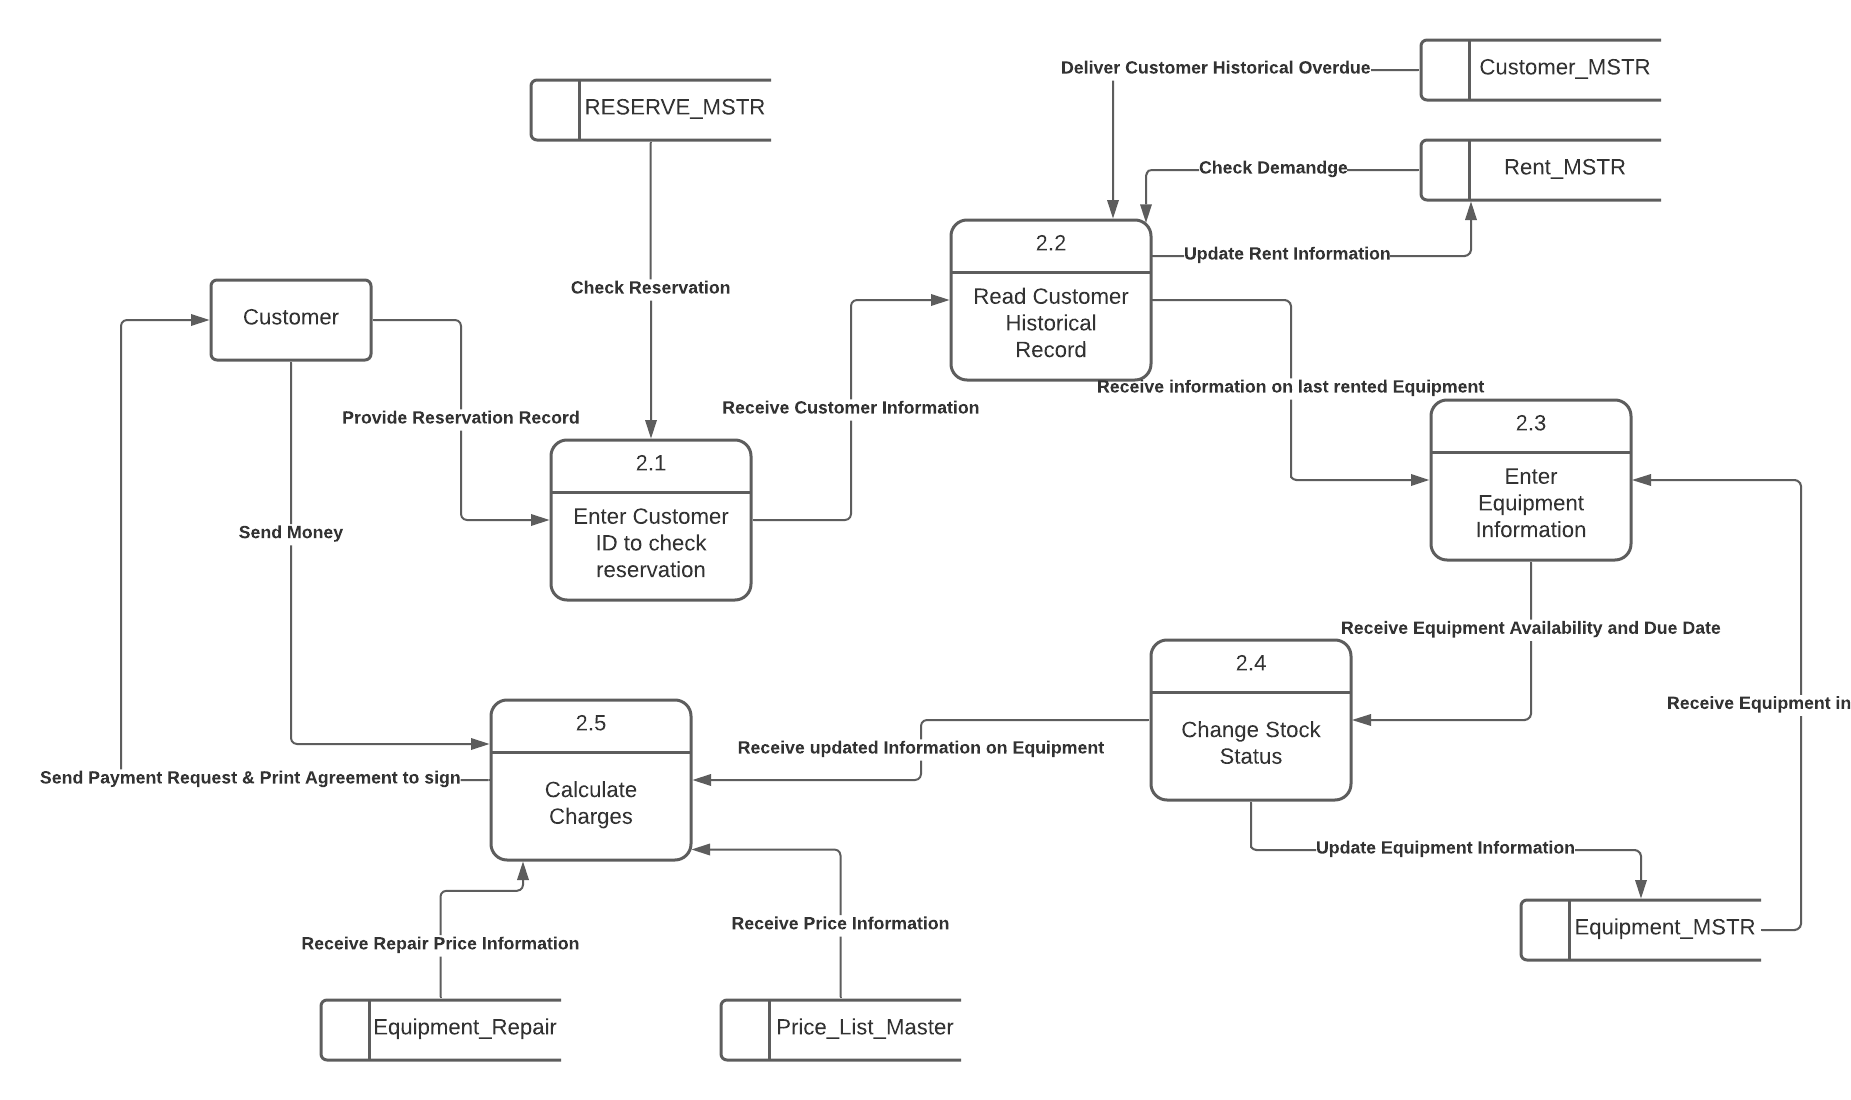 Deliver Customer Historical Overdue
Customer_MSTR
RESERVE_MSTR
Check Demandge
Rent_MSTR
2.2
Update Rent Information
Check Reservation
Read Customer
Historical
Record
Customer
Receive information on last rented Equipment
Receive Customer Information
Provide Reservation Record
2.3
Enter
Equipment
Information
2.1
Enter Customer
ID to check
reservation
Send Money
Receive Equipment Availability and Due Date
2.4
Change Stock
Status
Receive Equipment in
2.5
Calculate
Charges
Receive updated Information on Equipment
Send Payment Request & Print Agreement to sign
Update Equipment Information
Receive Price Information
Equipment_MSTR
Receive Repair Price Information
Equipment_Repair
Price_List_Master